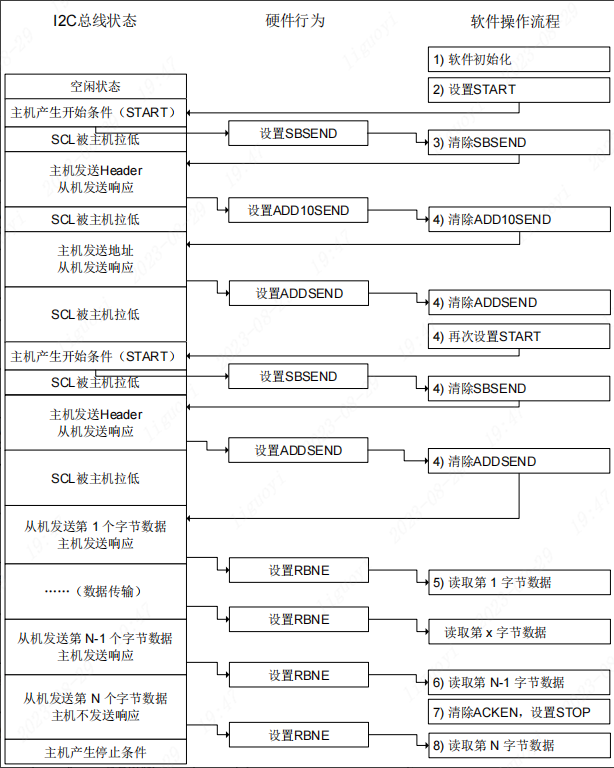 I2C总线状态
硬件行为
软件操作流程
1) 软件初始化
空闲状态
2) 设置START
主机产生开始条件（START）
设置SBSEND
SCL被主机拉低
3) 清除SBSEND
主机发送Header
从机发送响应
设置ADD10SEND
SCL被主机拉低
4) 清除ADD10SEND
主机发送地址
从机发送响应
设置ADDSEND
4) 清除ADDSEND
SCL被主机拉低
4) 再次设置START
主机产生开始条件（START）
设置SBSEND
SCL被主机拉低
4) 清除SBSEND
主机发送Header
从机发送响应
设置ADDSEND
4) 清除ADDSEND
SCL被主机拉低
从机发送第 1 个字节数据
主机发送响应
设置RBNE
5) 读取第 1 字节数据
……（数据传输）
设置RBNE
读取第 x 字节数据
从机发送第 N-1 个字节数据
主机发送响应
设置RBNE
6) 读取第 N-1 字节数据
从机发送第 N 个字节数据
主机不发送响应
7) 清除ACKEN，设置STOP
设置RBNE
8) 读取第 N 字节数据
主机产生停止条件